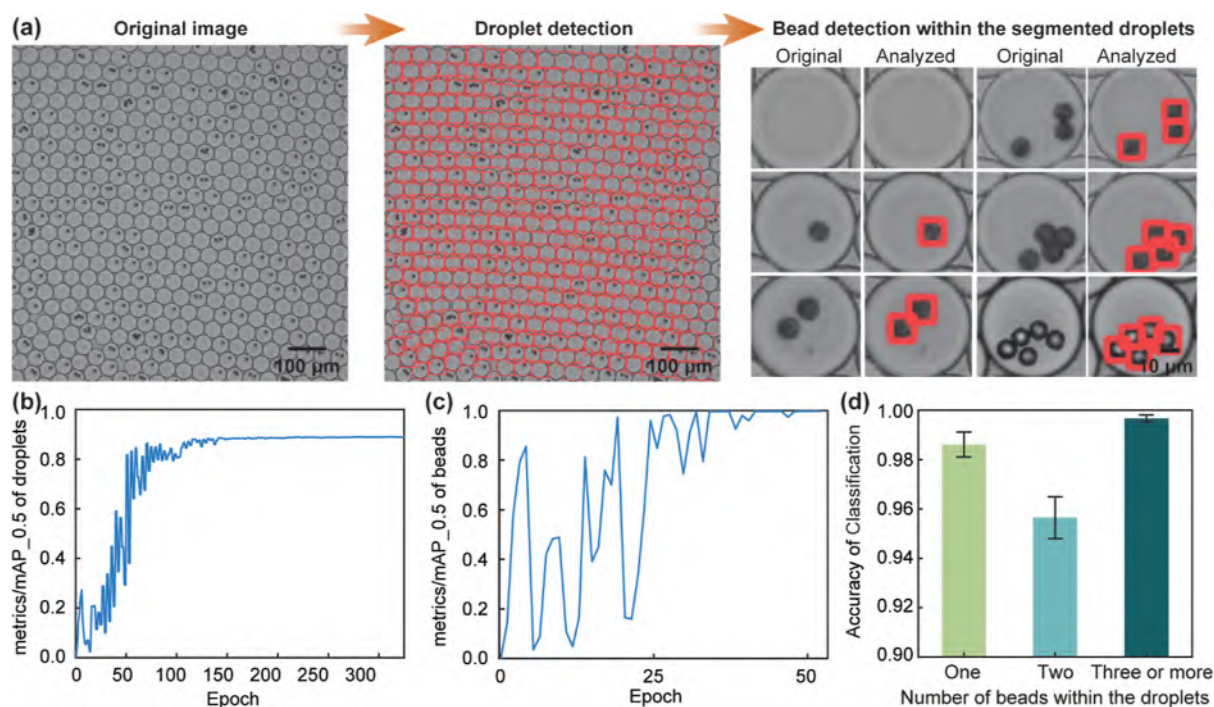 (a) Original image Droplet detection Bead detection within the segmented droplets
Original Analyzed Original Analyzed
100 μm 100 μm 10 μm
(b) (c) (d)
metrics/mAP_0.5 of droplets
1.0
0.8
0.6
0.4
0.2
0.0
0 50 100 150 200 250 300
Epoch
metrics/mAP_0.5 of beads
1.0
0.8
0.6
0.4
0.2
0.0
0 25 50
Epoch
Accuracy of Classification
1.00
0.98
0.96
0.94
0.92
0.90
One Two Three or more
Number of beads within the droplets